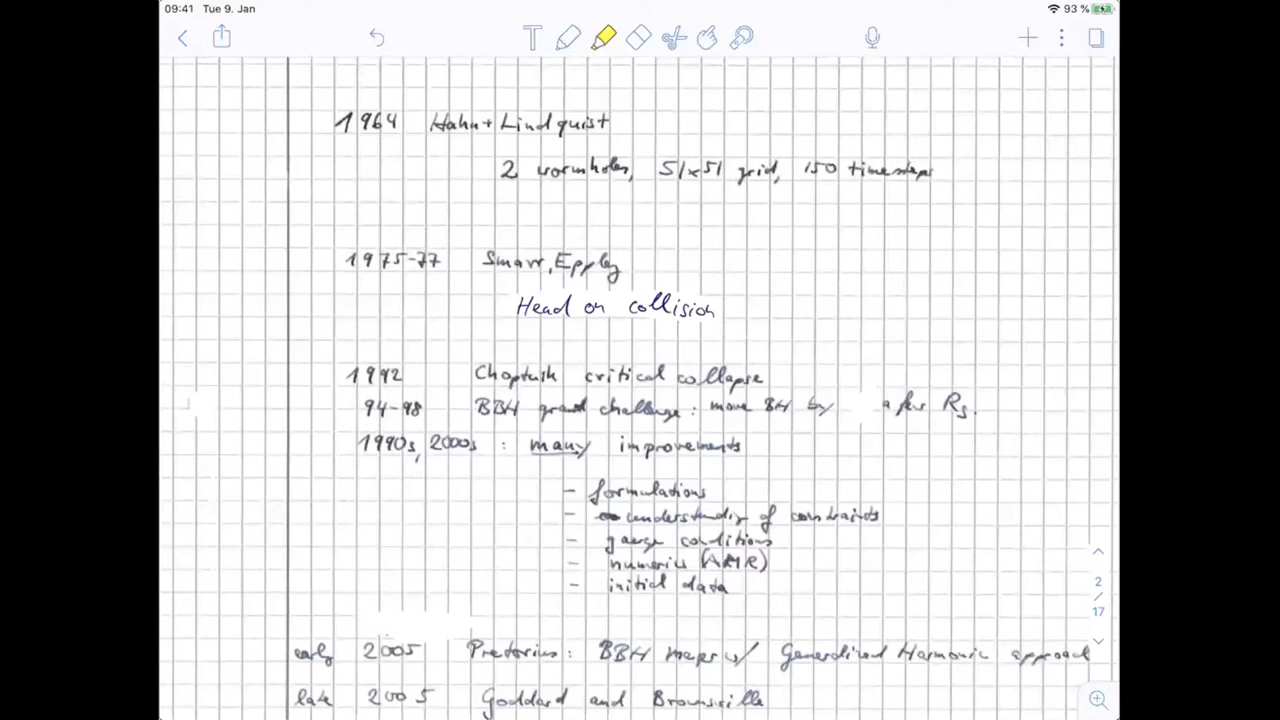 09:41 Tue 9. Jan 93 %
T
1964 Hahn + Lindquist
2 wormholes, 51x51 grid, 150 timesteps
1975-77 Smarr, Eppley
Head on collision
1992 Choptuik critical collapse
94-98 BBH grand challenge: move BH by a few Rs.
1990s, 2000s : many improvements
- formulations
- understanding of constraints
- gauge conditions
- numerics (AMR)
- initial data
2
/
17
early 2005 Pretorius: BBH merger w/ Generalized Harmonic approach
late 2005 Goddard and Brownsville